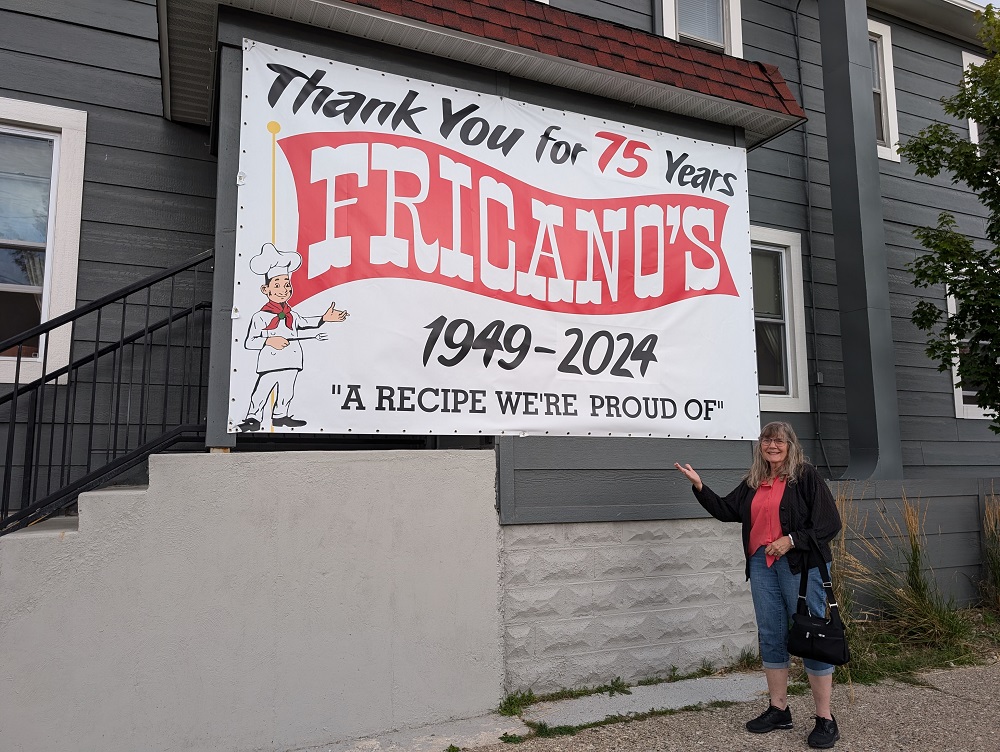 Thank You for 75 Years
FRICANO'S
1949-2024
"A RECIPE WE'RE PROUD OF"